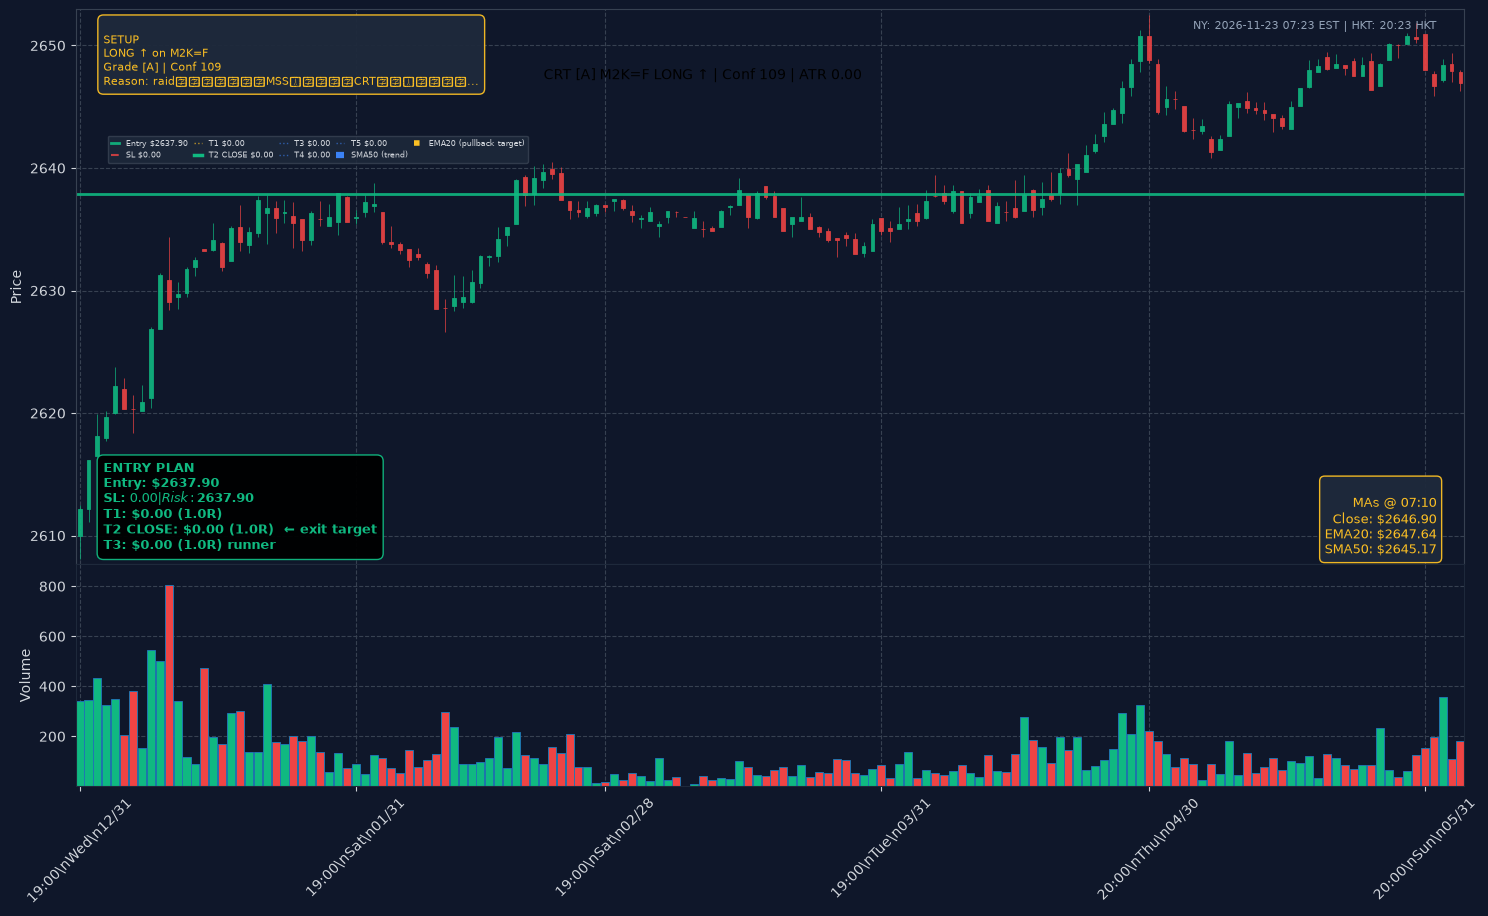 SETUP
LONG ↑ on M2K=F
Grade [A] | Conf 109
Reason: raid MSS CRT ...
NY: 2026-11-23 07:23 EST | HKT: 20:23 HKT
CRT [A] M2K=F LONG ↑ | Conf 109 | ATR 0.00
Entry $2637.90
SL $0.00
T1 $0.00
T2 CLOSE $0.00
T3 $0.00
T4 $0.00
T5 $0.00
SMA50 (trend)
EMA20 (pullback target)
Price
2650
2640
2630
2620
2610
ENTRY PLAN
Entry: $2637.90
SL: 0.00|Risk:2637.90
T1: $0.00 (1.0R)
T2 CLOSE: $0.00 (1.0R) ← exit target
T3: $0.00 (1.0R) runner
MAs @ 07:10
Close: $2646.90
EMA20: $2647.64
SMA50: $2645.17
Volume
800
600
400
200
19:00\nWed\n12/31
19:00\nSat\n01/31
19:00\nSat\n02/28
19:00\nTue\n03/31
20:00\nThu\n04/30
20:00\nSun\n05/31